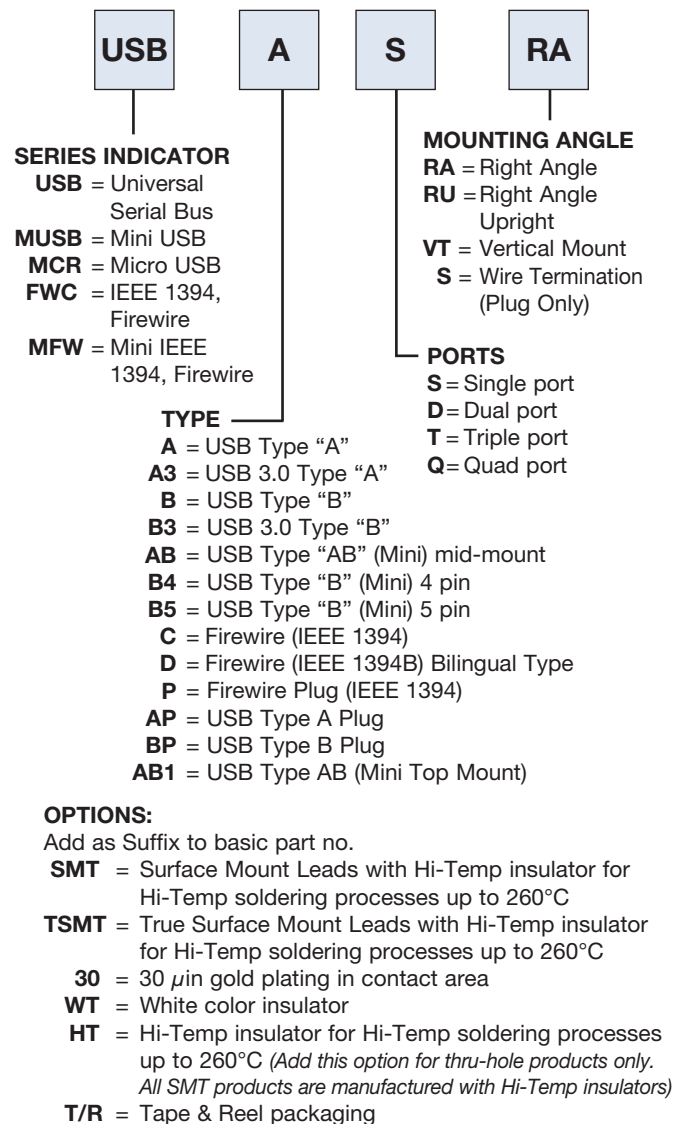 USB A S RA
SERIES INDICATOR
USB = Universal
Serial Bus
MUSB = Mini USB
MCR = Micro USB
FWC = IEEE 1394,
Firewire
MFW = Mini IEEE
1394, Firewire
MOUNTING ANGLE
RA = Right Angle
RU = Right Angle
Upright
VT = Vertical Mount
S = Wire Termination
(Plug Only)
PORTS
S = Single port
D = Dual port
T = Triple port
Q = Quad port
TYPE
A = USB Type “A”
A3 = USB 3.0 Type “A”
B = USB Type “B”
B3 = USB 3.0 Type “B”
AB = USB Type “AB” (Mini) mid-mount
B4 = USB Type “B” (Mini) 4 pin
B5 = USB Type “B” (Mini) 5 pin
C = Firewire (IEEE 1394)
D = Firewire (IEEE 1394B) Bilingual Type
P = Firewire Plug (IEEE 1394)
AP = USB Type A Plug
BP = USB Type B Plug
AB1 = USB Type AB (Mini Top Mount)
OPTIONS:
Add as Suffix to basic part no.
SMT = Surface Mount Leads with Hi-Temp insulator for
Hi-Temp soldering processes up to 260°C
TSMT = True Surface Mount Leads with Hi-Temp insulator
for Hi-Temp soldering processes up to 260°C
30 = 30 µin gold plating in contact area
WT = White color insulator
HT = Hi-Temp insulator for Hi-Temp soldering processes
up to 260°C (Add this option for thru-hole products only.
All SMT products are manufactured with Hi-Temp insulators)
T/R = Tape & Reel packaging